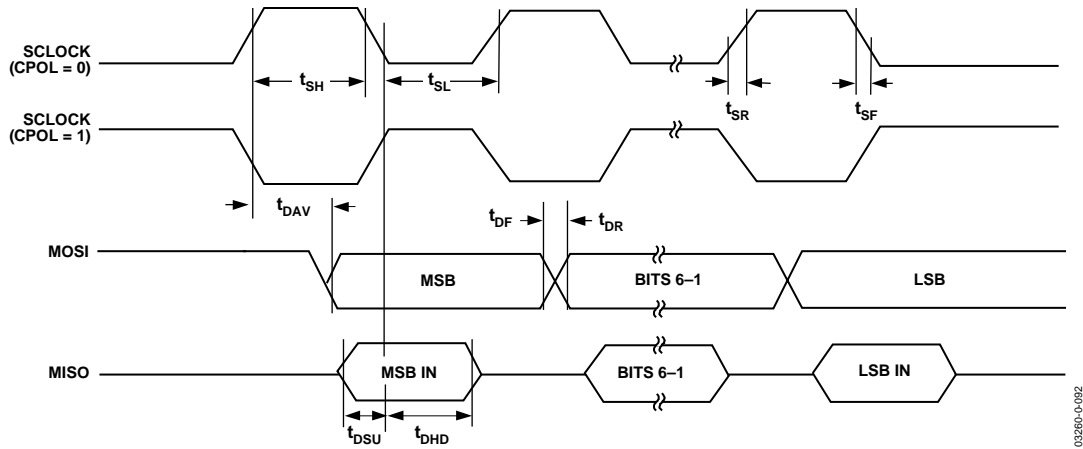 SCLOCK
(CPOL = 0)
tSH
tSL
tSR
tSF
SCLOCK
(CPOL = 1)
tDAV
tDF
tDR
MOSI
MSB
BITS 6–1
LSB
MISO
MSB IN
BITS 6–1
LSB IN
tDSU
tDHD
03260-0-092